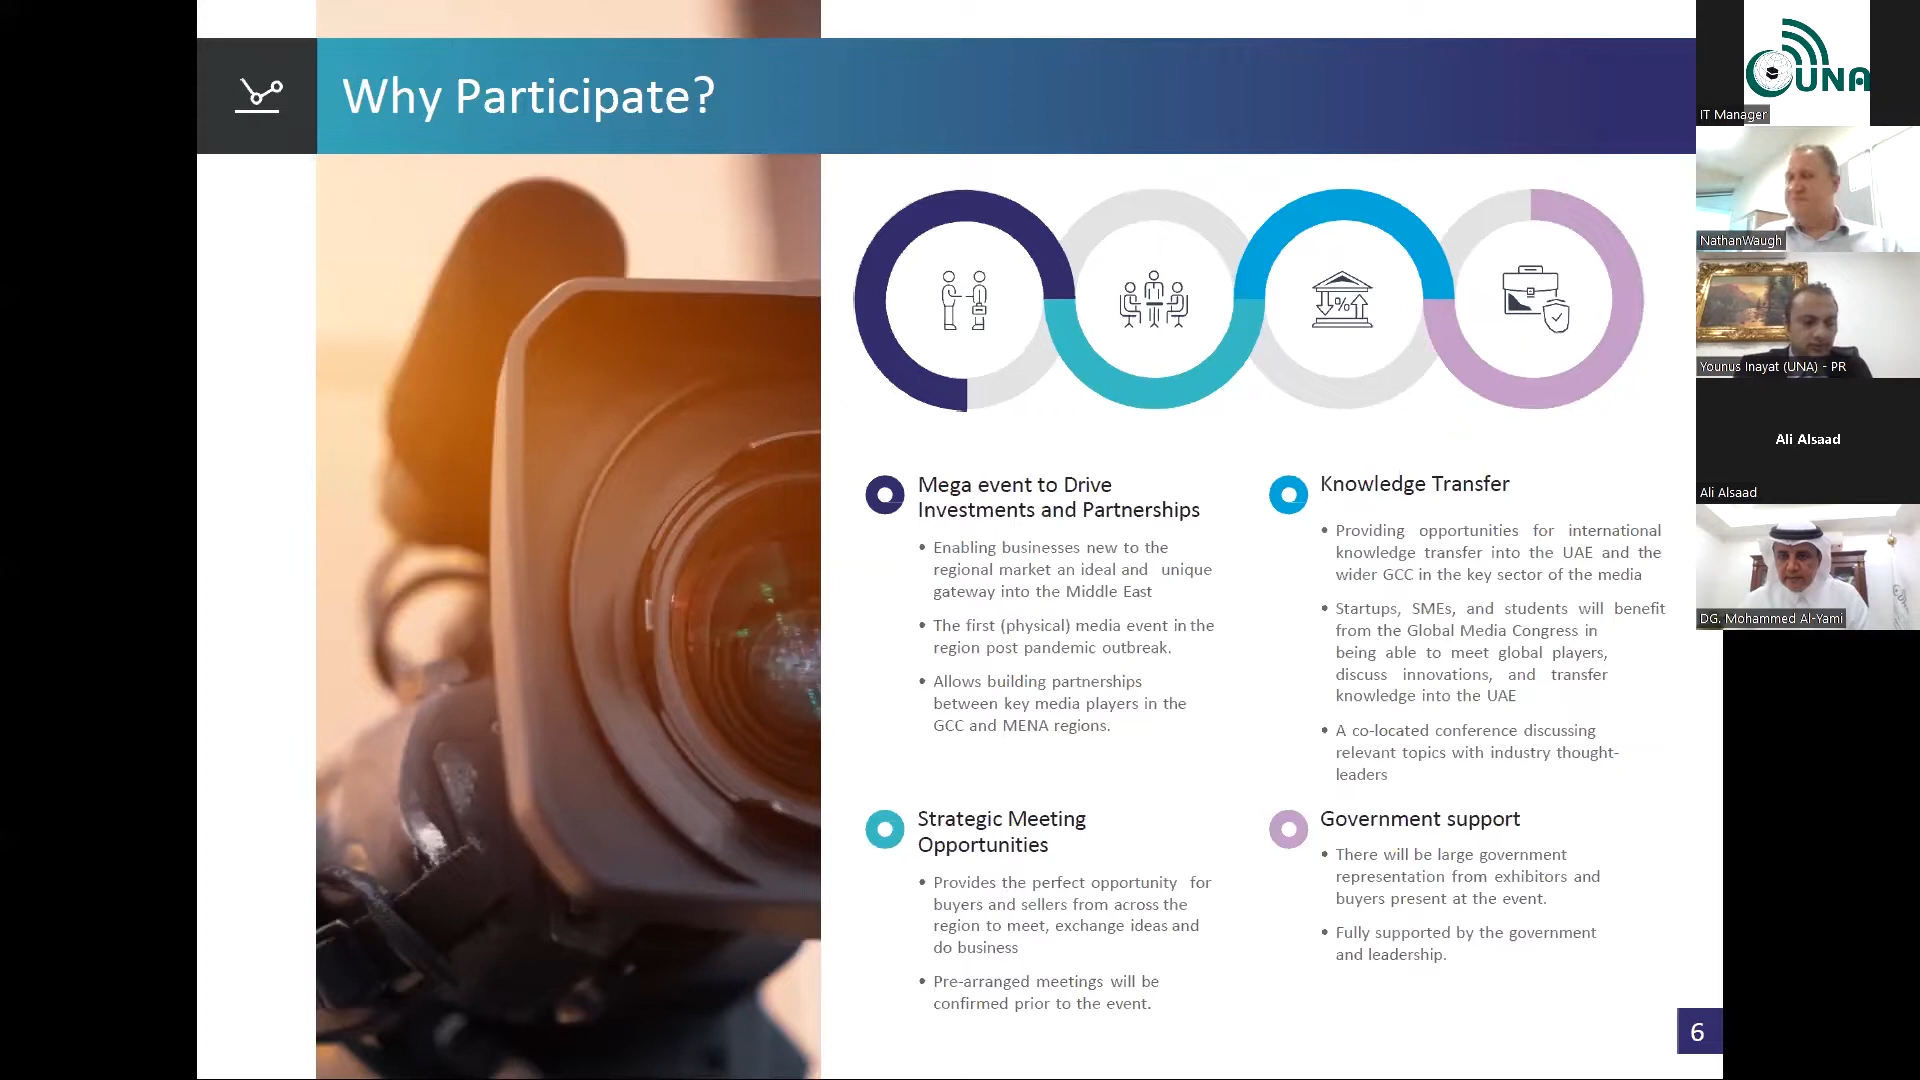 Why Participate?
Mega event to Drive
Investments and Partnerships
• Enabling businesses new to the
regional market an ideal and unique
gateway into the Middle East
• The first (physical) media event in the
region post pandemic outbreak.
• Allows building partnerships
between key media players in the
GCC and MENA regions.
Strategic Meeting
Opportunities
• Provides the perfect opportunity for
buyers and sellers from across the
region to meet, exchange ideas and
do business
• Pre-arranged meetings will be
confirmed prior to the event.
Knowledge Transfer
• Providing opportunities for international
knowledge transfer into the UAE and the
wider GCC in the key sector of the media
• Startups, SMEs, and students will benefit
from the Global Media Congress in
being able to meet global players,
discuss innovations, and transfer
knowledge into the UAE
• A co-located conference discussing
relevant topics with industry thought-
leaders
Government support
• There will be large government
representation from exhibitors and
buyers present at the event.
• Fully supported by the government
and leadership.
6
%
UNA
IT Manager
NathanWaugh
Younus Inayat (UNA) - PR
Ali Alsaad
Ali Alsaad
DG. Mohammed Al-Yami